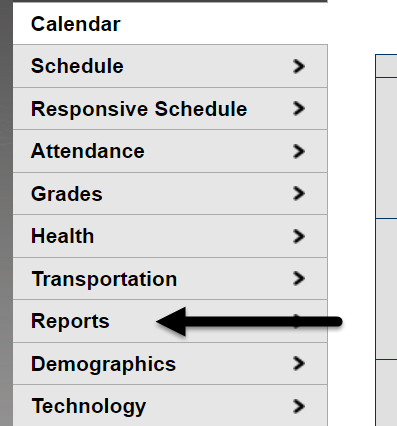 Calendar
Schedule
Responsive Schedule
Attendance
Grades
Health
Transportation
Reports
Demographics
Technology